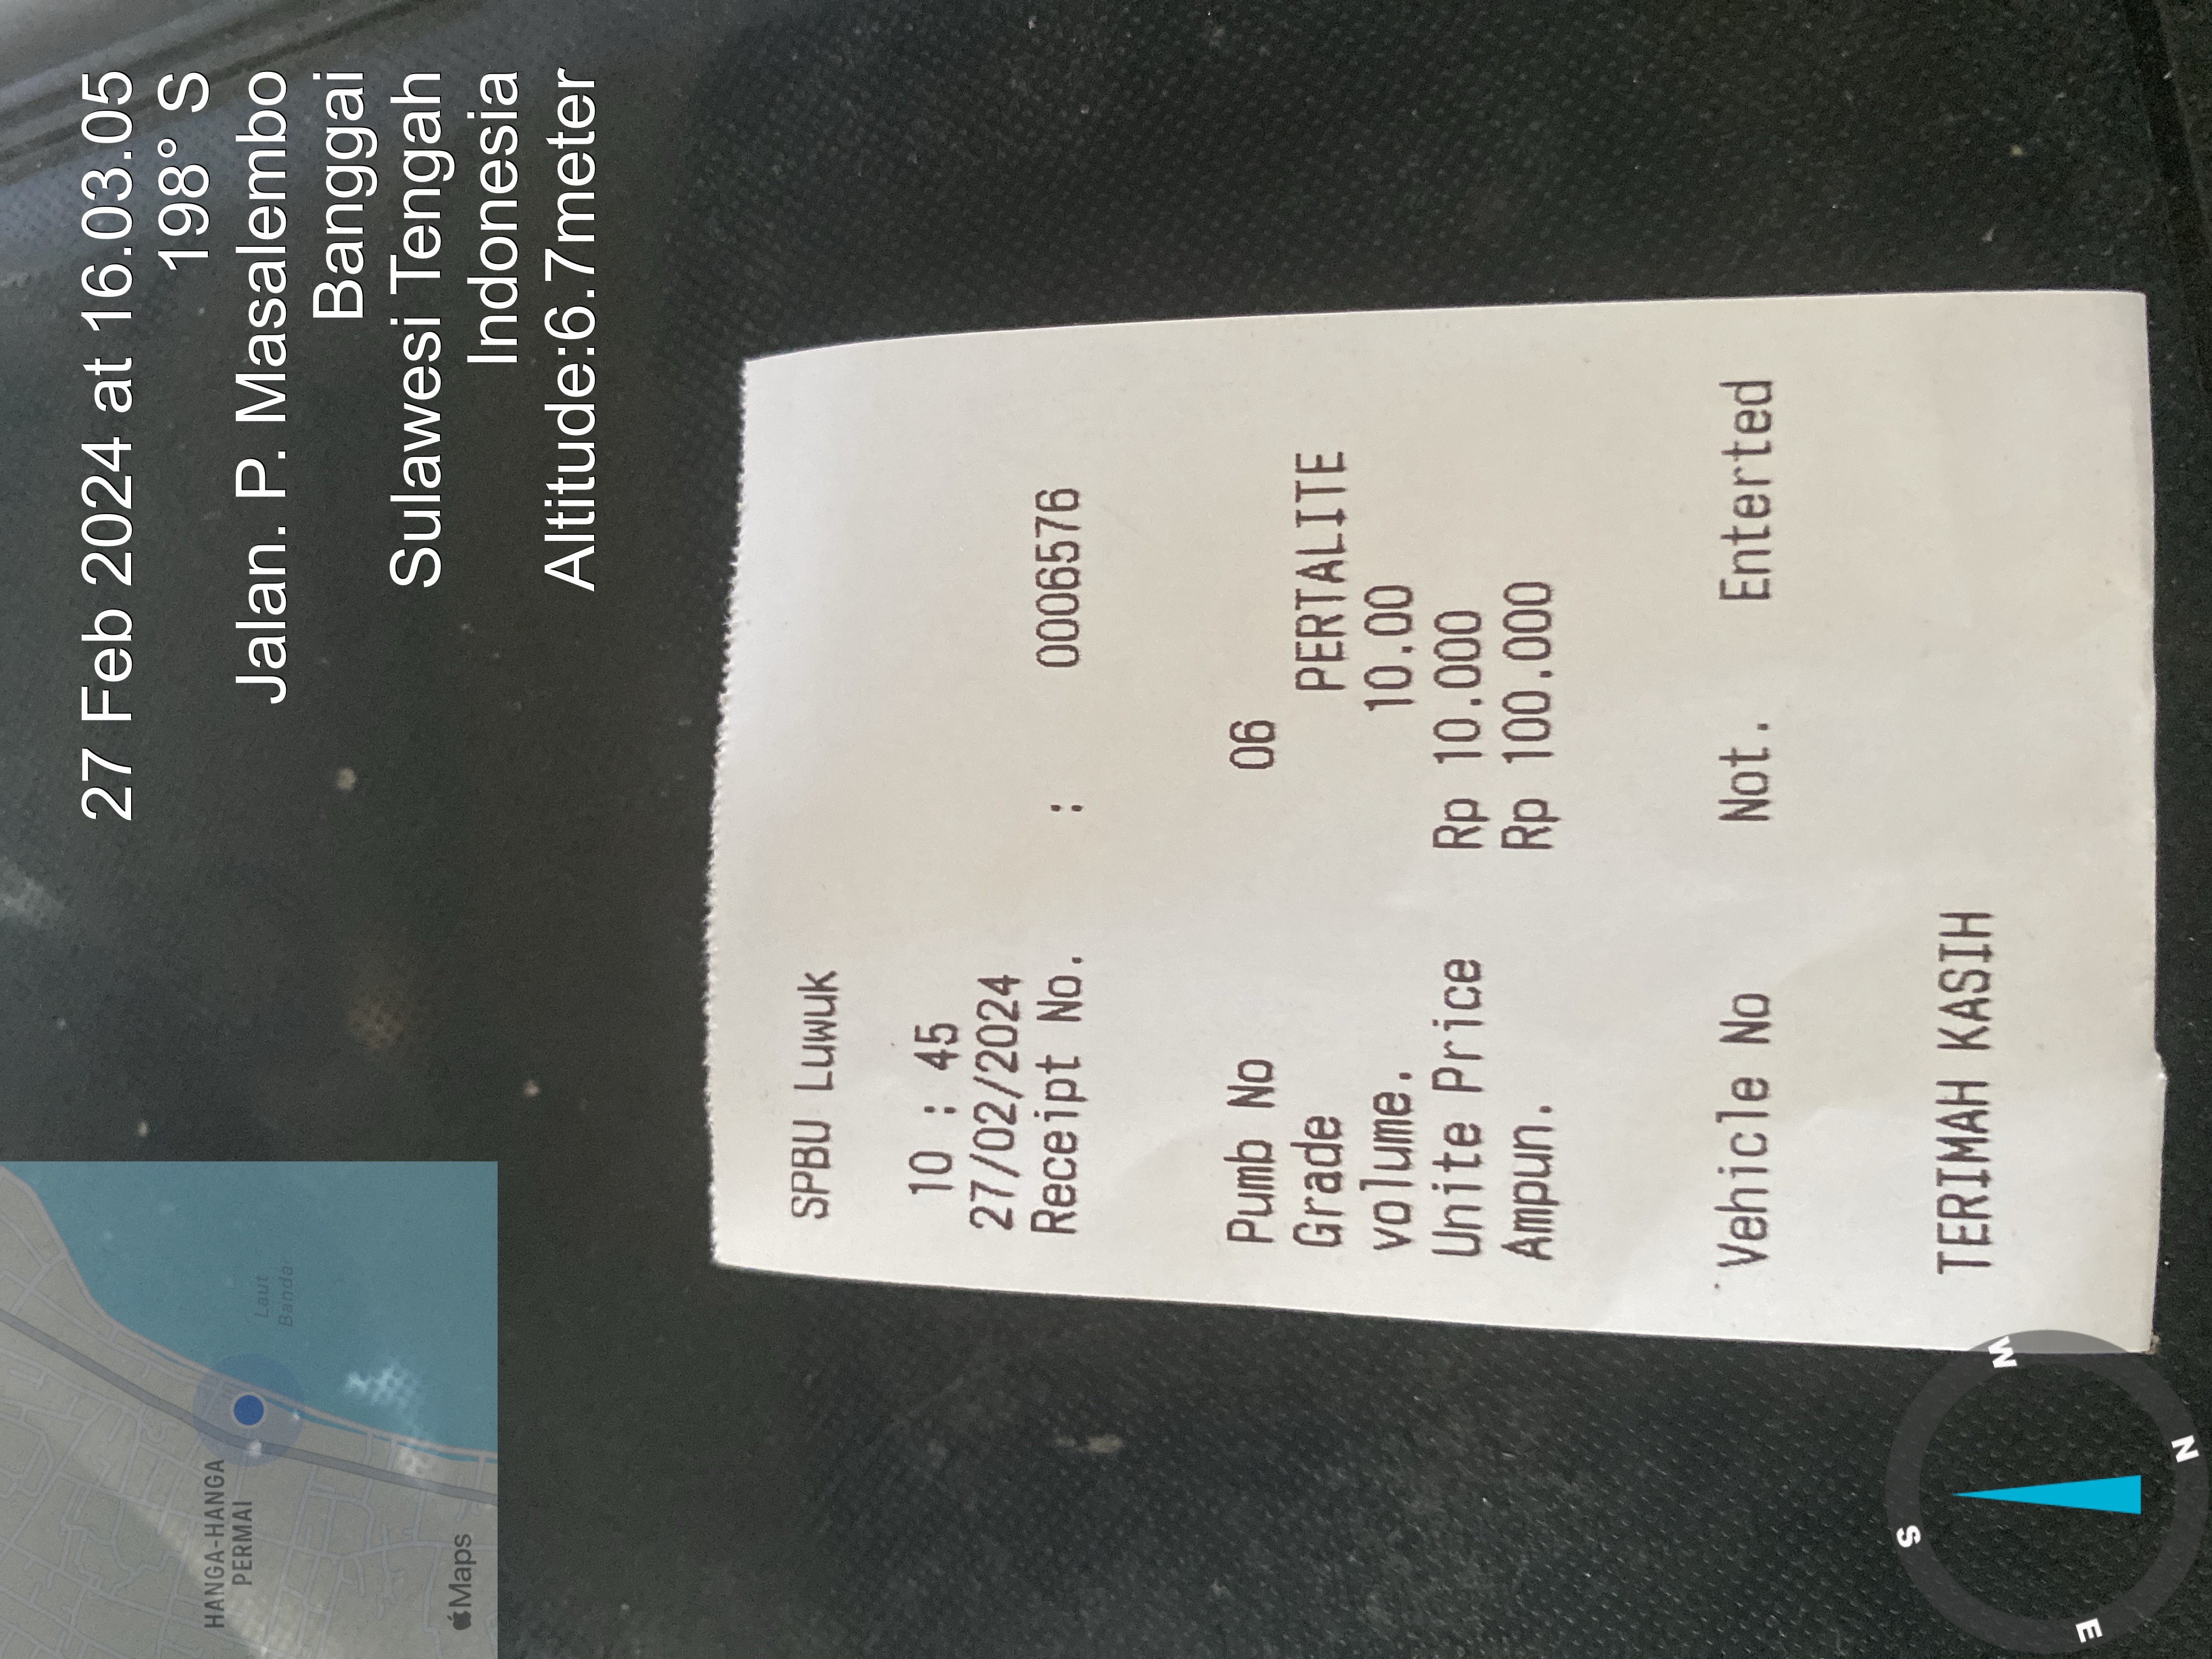 27 Feb 2024 at 16.03.05
198° S
Jalan. P. Masalembo
Banggai
Sulawesi Tengah
Indonesia
Altitude:6.7meter
HANGA-HANGA
PERMAI
Laut
Banda
Maps
SPBU Luwuk
10 : 45
27/02/2024
Receipt No. : 0006576
Pumb No 06
Grade PERTALITE
volume. 10.00
Unite Price Rp 10.000
Ampun. Rp 100.000
Vehicle No Not. Enterted
TERIMAH KASIH
W
N
S
E